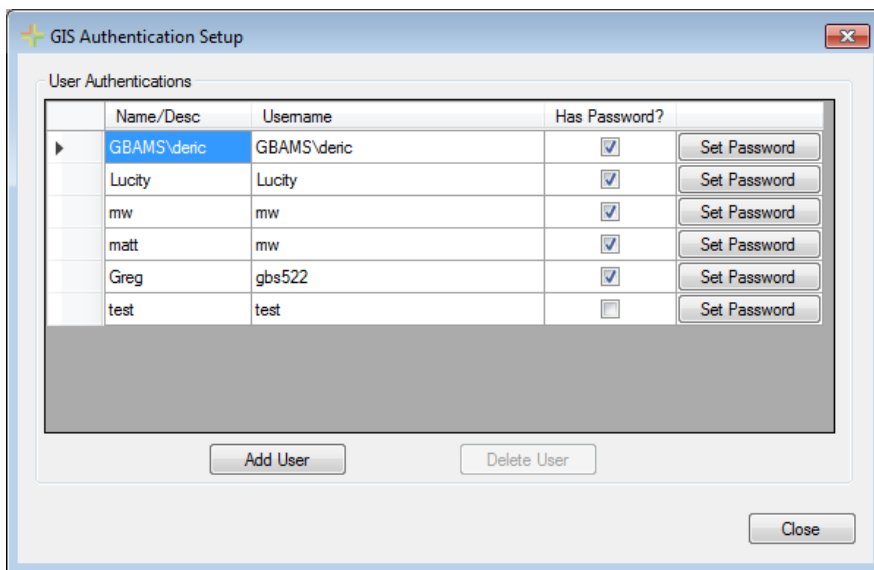 GIS Authentication Setup
User Authentications
Name/Desc Username Has Password?
GBAMS\deric GBAMS\deric Set Password
Lucity Lucity Set Password
mw mw Set Password
matt mw Set Password
Greg gbs522 Set Password
test test Set Password
Add User Delete User
Close